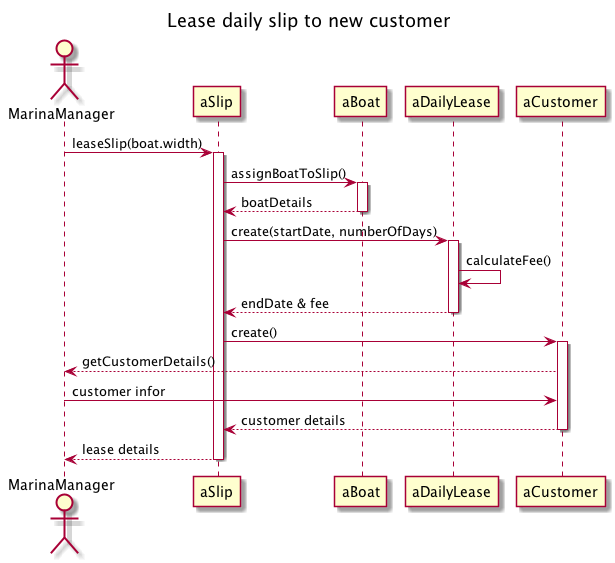 Lease daily slip to new customer
MarinaManager
aSlip
aBoat
aDailyLease
aCustomer
leaseSlip(boat.width)
assignBoatToSlip()
boatDetails
create(startDate, numberOfDays)
calculateFee()
endDate & fee
create()
getCustomerDetails()
customer infor
customer details
lease details
MarinaManager
aSlip
aBoat
aDailyLease
aCustomer